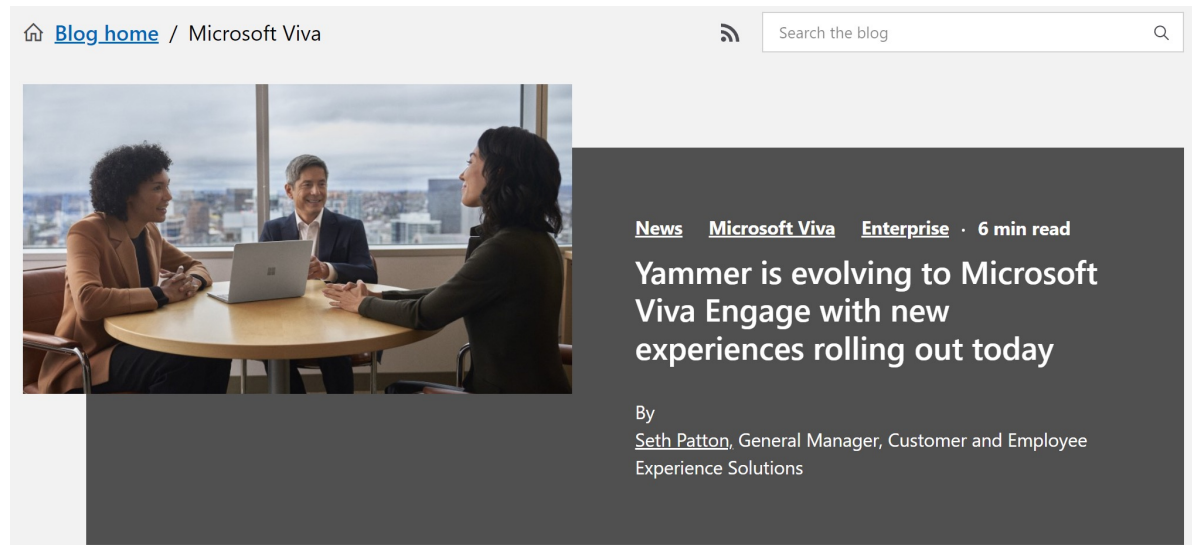 Blog home / Microsoft Viva
Search the blog
News Microsoft Viva Enterprise · 6 min read
Yammer is evolving to Microsoft
Viva Engage with new
experiences rolling out today
By
Seth Patton, General Manager, Customer and Employee
Experience Solutions